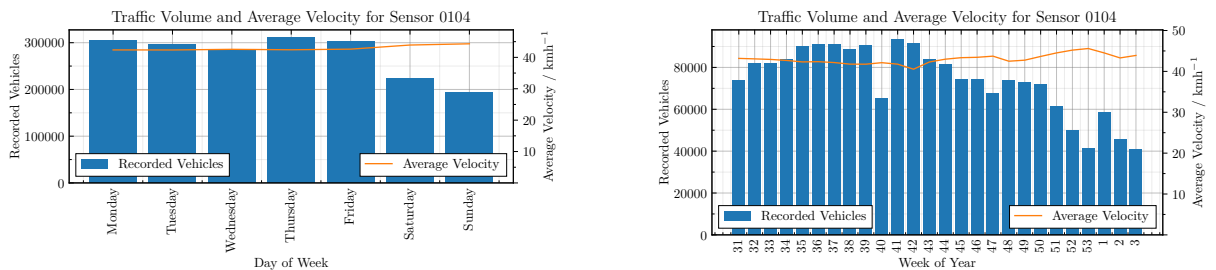 Traffic Volume and Average Velocity for Sensor 0104
300000
200000
100000
0
Recorded Vehicles
40
30
20
10
0
Average Velocity / kmh⁻¹
Recorded Vehicles
Average Velocity
Monday
Tuesday
Wednesday
Thursday
Friday
Saturday
Sunday
Day of Week
Traffic Volume and Average Velocity for Sensor 0104
80000
60000
40000
20000
0
Recorded Vehicles
50
40
30
20
10
0
Average Velocity / kmh⁻¹
Recorded Vehicles
Average Velocity
31 32 33 34 35 36 37 38 39 40 41 42 43 44 45 46 47 48 49 50 51 52 53 1 2 3
Week of Year